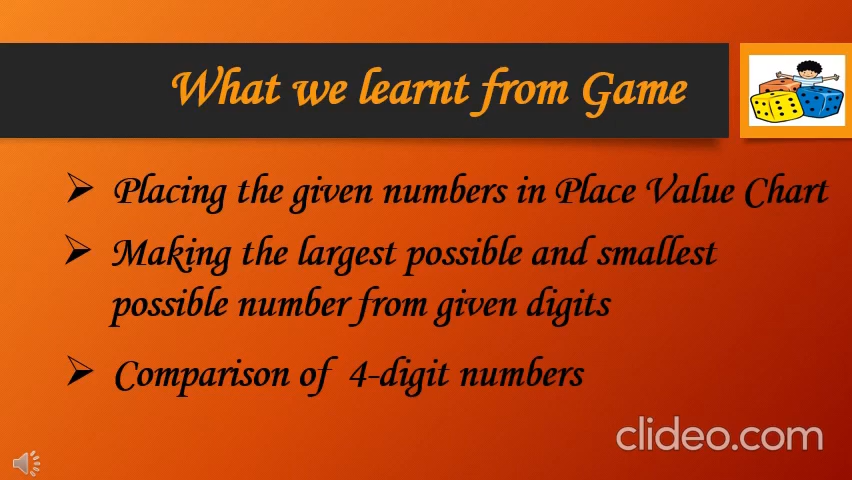 What we learnt from Game
➢ Placing the given numbers in Place Value Chart
➢ Making the largest possible and smallest
possible number from given digits
➢ Comparison of 4-digit numbers
clideo.com